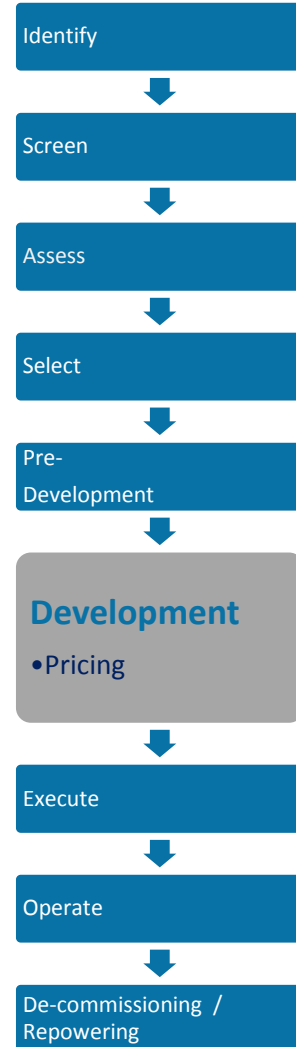 Identify
Screen
Assess
Select
Pre-
Development
Development
•Pricing
Execute
Operate
De-commissioning /
Repowering